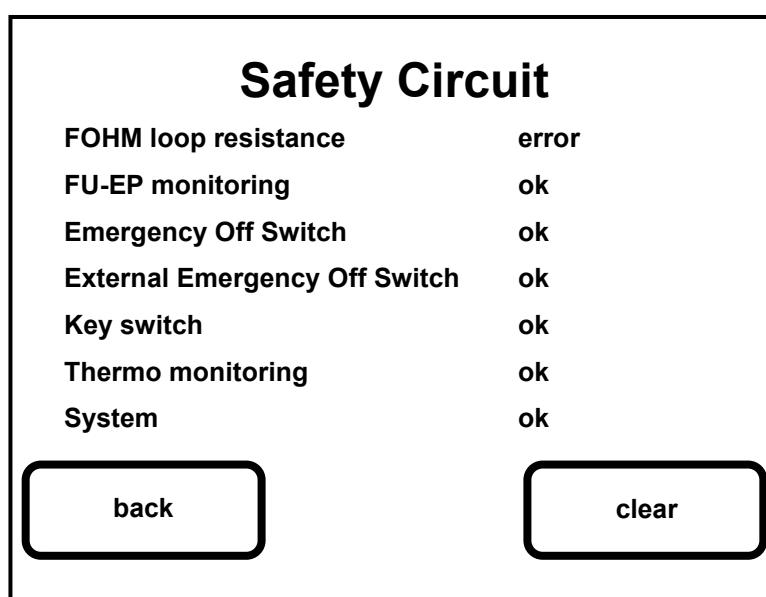 Safety Circuit
FOHM loop resistance error
FU-EP monitoring ok
Emergency Off Switch ok
External Emergency Off Switch ok
Key switch ok
Thermo monitoring ok
System ok
back clear